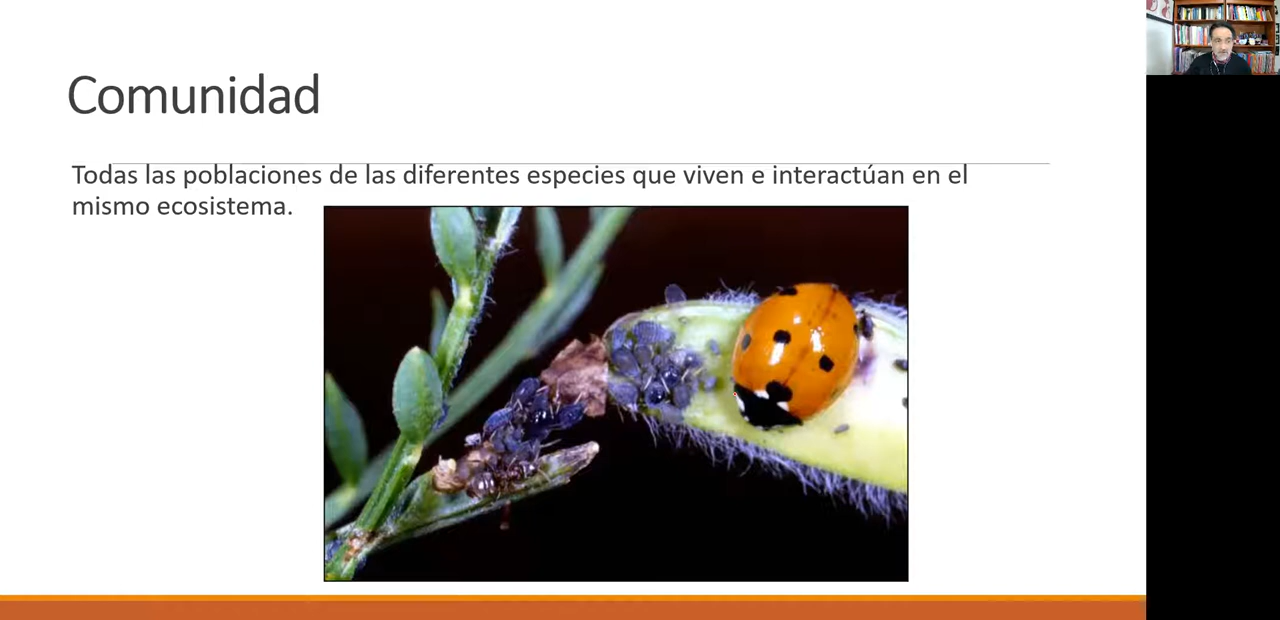 Comunidad
Todas las poblaciones de las diferentes especies que viven e interactúan en el
mismo ecosistema.